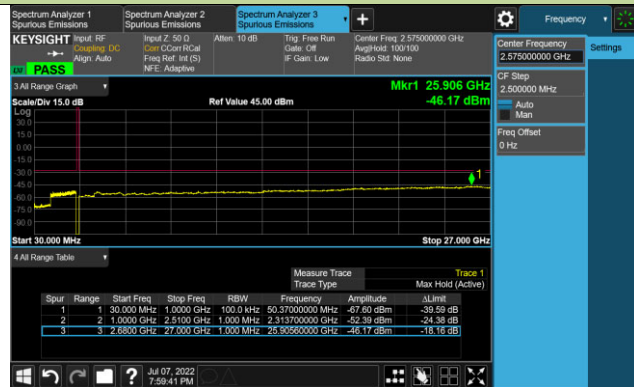 Spectrum Analyzer 1
Spurious Emissions
Spectrum Analyzer 2
Spurious Emissions
Spectrum Analyzer 3
Spurious Emissions
Frequency
KEYSIGHT Input: RF
Coupling: DC
Align: Auto
Input Z: 50 Ω
Corr CCorr RCal
Freq Ref: Int (S)
NFE: Adaptive
Atten: 10 dB
Trig: Free Run
Gate: Off
IF Gain: Low
Center Freq: 2.575000000 GHz
Avg|Hold: 100/100
Radio Std: None
PASS
Center Frequency
2.575000000 GHz
Settings
CF Step
2.500000 MHz
Auto
Man
Freq Offset
0 Hz
3 All Range Graph
Mkr1 25.906 GHz
Scale/Div 15.0 dB
Ref Value 45.00 dBm
-46.17 dBm
Log
30.0
15.0
0.00
-15.0
-30.0
-45.0
-60.0
-75.0
-90.0
1
Start 30.000 MHz
Stop 27.000 GHz
4 All Range Table
Measure Trace Trace 1
Trace Type Max Hold (Active)
Spur Range Start Freq Stop Freq RBW Frequency Amplitude ΔLimit
1 1 30.000 MHz 1.0000 GHz 100.0 kHz 50.37000000 MHz -67.60 dBm -39.59 dB
2 2 1.0000 GHz 2.5100 GHz 1.000 MHz 2.313700000 GHz -52.39 dBm -24.38 dB
3 3 2.6800 GHz 27.000 GHz 1.000 MHz 25.90560000 GHz -46.17 dBm -18.16 dB
Jul 07, 2022
7:59:41 PM